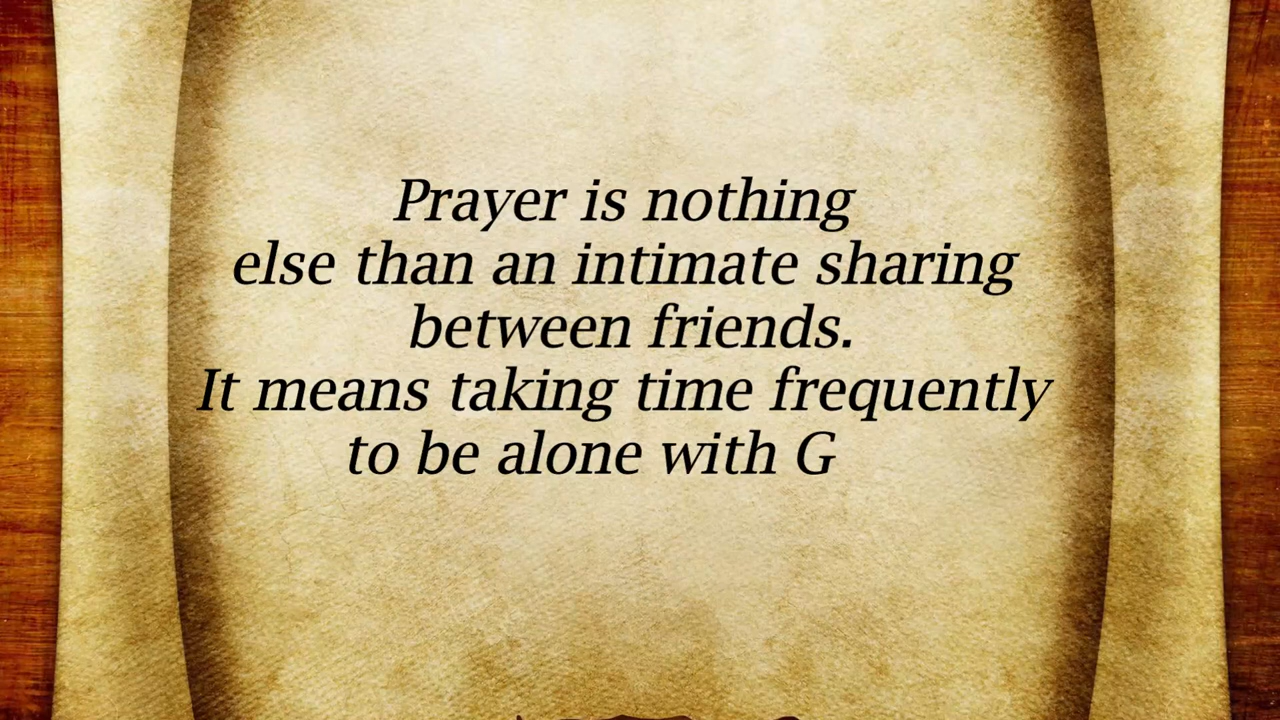 Prayer is nothing
else than an intimate sharing
between friends.
It means taking time frequently
to be alone with G